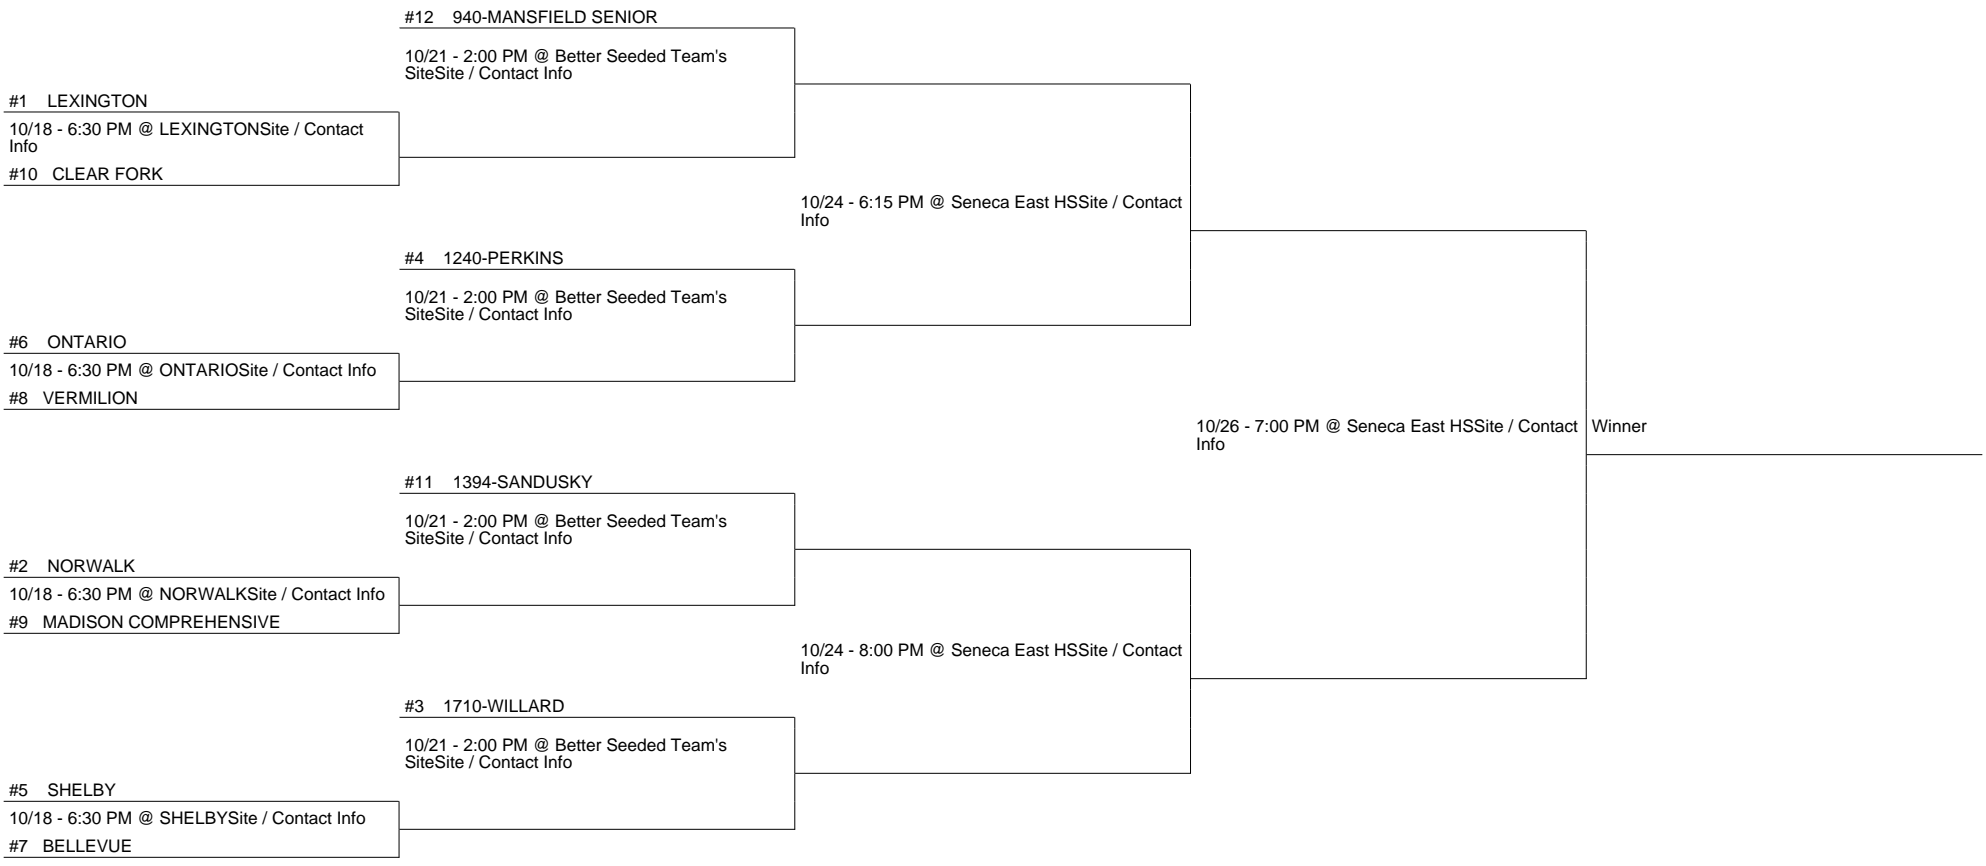 #12 940-MANSFIELD SENIOR
10/21 - 2:00 PM @ Better Seeded Team's
SiteSite / Contact Info
#1 LEXINGTON
10/18 - 6:30 PM @ LEXINGTONSite / Contact
Info
#10 CLEAR FORK
10/24 - 6:15 PM @ Seneca East HSSite / Contact
Info
#4 1240-PERKINS
10/21 - 2:00 PM @ Better Seeded Team's
SiteSite / Contact Info
#6 ONTARIO
10/18 - 6:30 PM @ ONTARIOSite / Contact Info
#8 VERMILION
10/26 - 7:00 PM @ Seneca East HSSite / Contact
Info
Winner
#11 1394-SANDUSKY
10/21 - 2:00 PM @ Better Seeded Team's
SiteSite / Contact Info
#2 NORWALK
10/18 - 6:30 PM @ NORWALKSite / Contact Info
#9 MADISON COMPREHENSIVE
10/24 - 8:00 PM @ Seneca East HSSite / Contact
Info
#3 1710-WILLARD
10/21 - 2:00 PM @ Better Seeded Team's
SiteSite / Contact Info
#5 SHELBY
10/18 - 6:30 PM @ SHELBYSite / Contact Info
#7 BELLEVUE